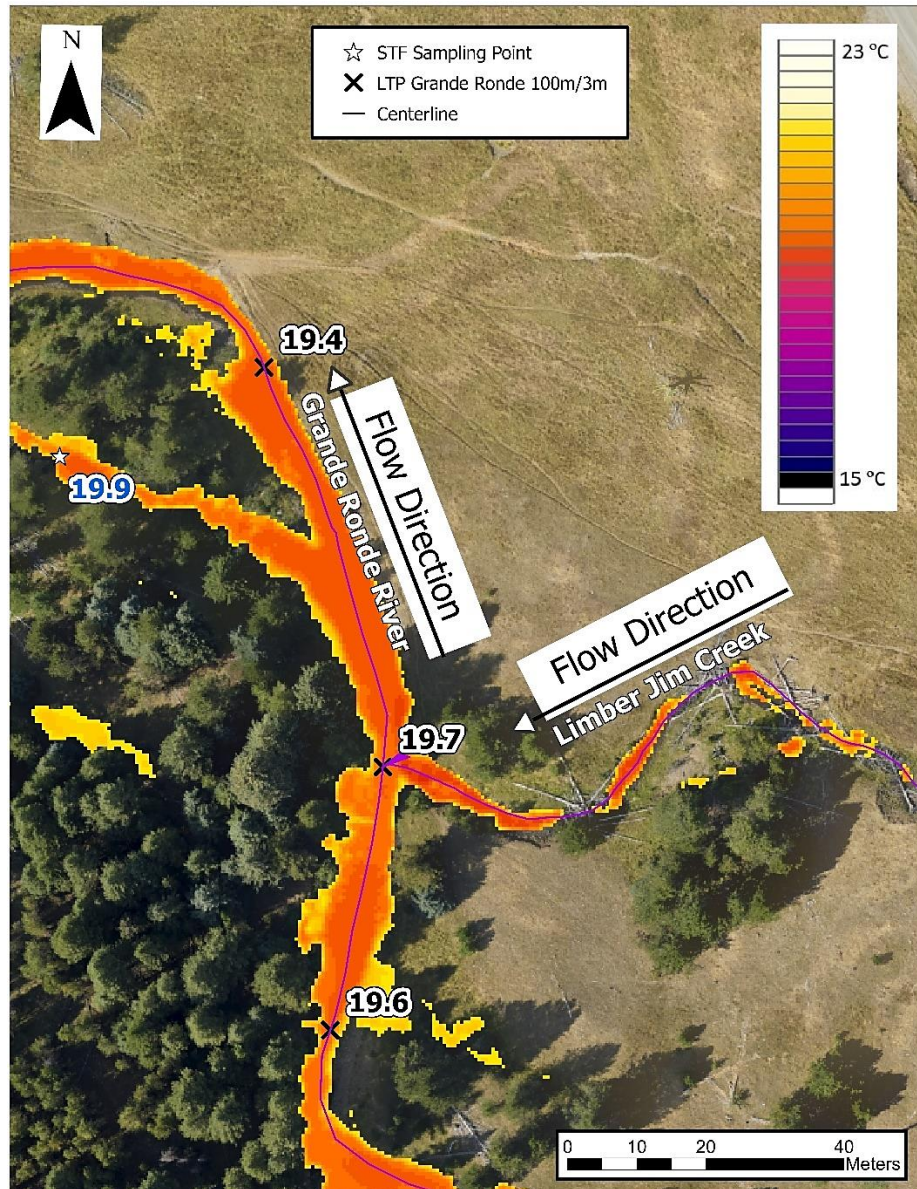 N
STF Sampling Point
LTP Grande Ronde 100m/3m
Centerline
23 °C
15 °C
19.4
Flow Direction
Grande Ronde River
19.9
Flow Direction
Limber Jim Creek
19.7
19.6
0 10 20 40
Meters